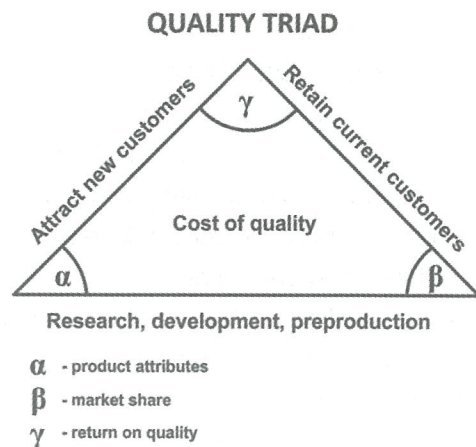 QUALITY TRIAD
γ
Attract new customers
Retain current customers
Cost of quality
α
β
Research, development, preproduction
α - product attributes
β - market share
γ - return on quality